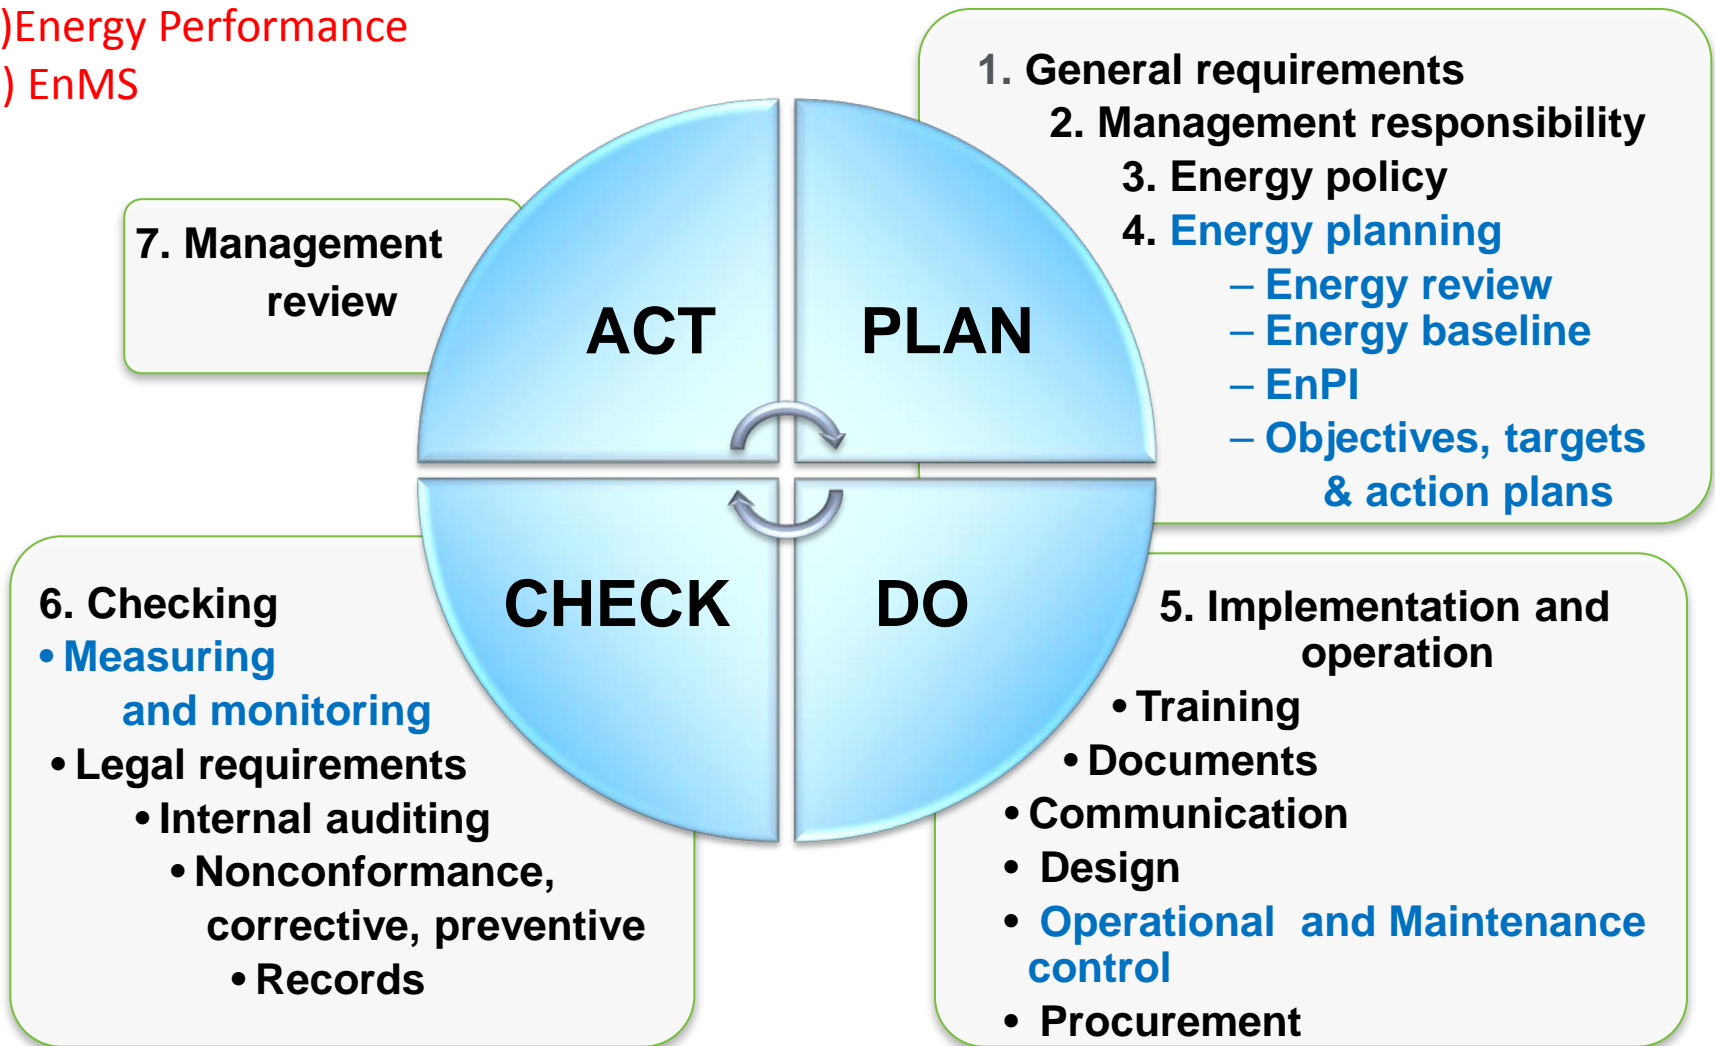 )Energy Performance
) EnMS
1. General requirements
2. Management responsibility
3. Energy policy
4. Energy planning
– Energy review
– Energy baseline
– EnPI
– Objectives, targets
& action plans
7. Management
review
ACT
PLAN
CHECK
DO
6. Checking
• Measuring
and monitoring
• Legal requirements
• Internal auditing
• Nonconformance,
corrective, preventive
• Records
5. Implementation and
operation
• Training
• Documents
• Communication
• Design
• Operational and Maintenance
control
• Procurement